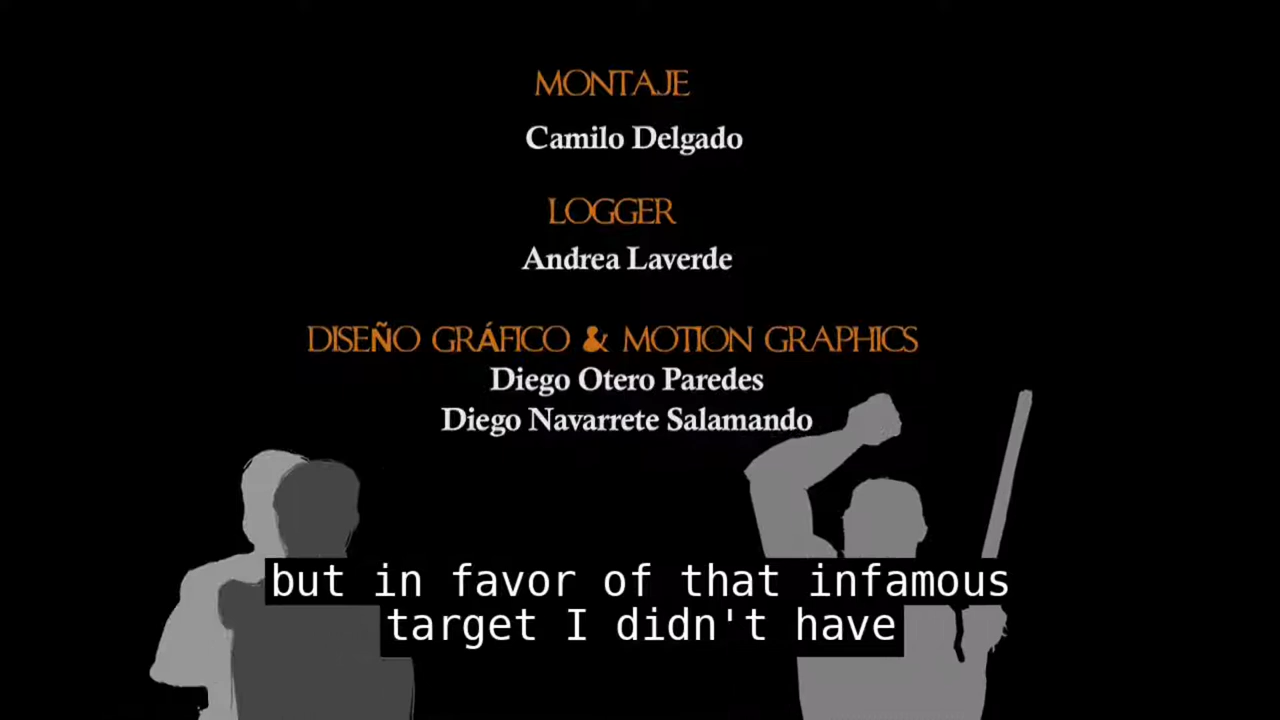 MONTAJE
Camilo Delgado
LOGGER
Andrea Laverde
DISEÑO GRÁFICO & MOTION GRAPHICS
Diego Otero Paredes
Diego Navarrete Salamando
but in favor of that infamous
target I didn't have